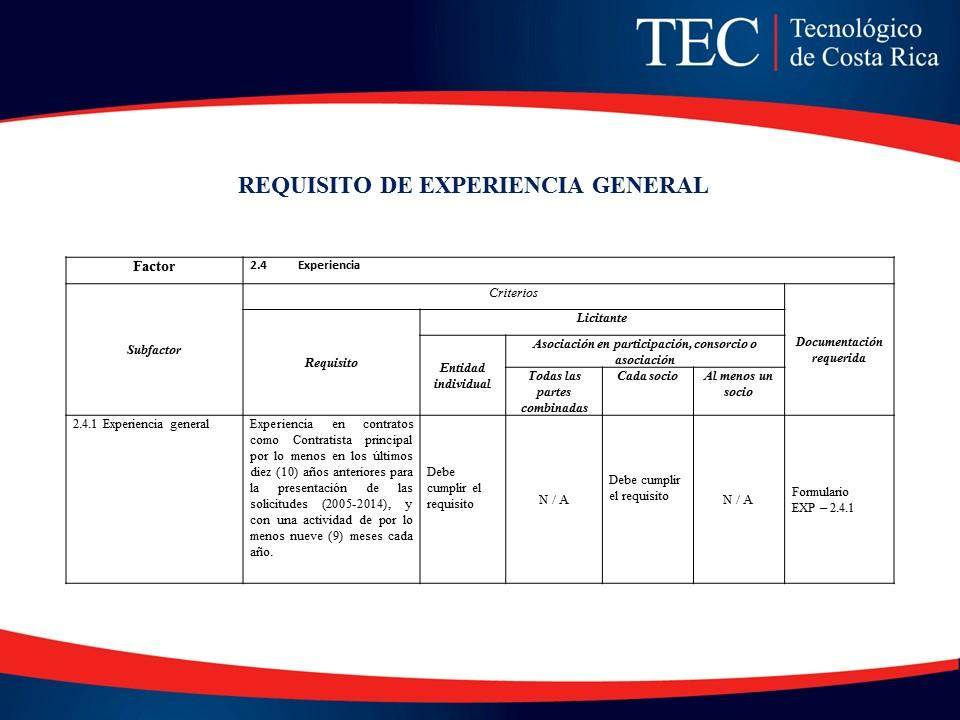 TEC
Tecnológico
de Costa Rica
REQUISITO DE EXPERIENCIA GENERAL
Factor
2.4 Experiencia
Subfactor
Criterios
Documentación
requerida
Requisito
Licitante
Entidad
individual
Asociación en participación, consorcio o
asociación
Todas las
partes
combinadas
Cada socio
Al menos un
socio
2.4.1 Experiencia general
Experiencia en contratos
como Contratista principal
por lo menos en los últimos
diez (10) años anteriores para
la presentación de las
solicitudes (2005-2014), y
con una actividad de por lo
menos nueve (9) meses cada
año.
Debe
cumplir el
requisito
N / A
Debe cumplir
el requisito
N / A
Formulario
EXP – 2.4.1